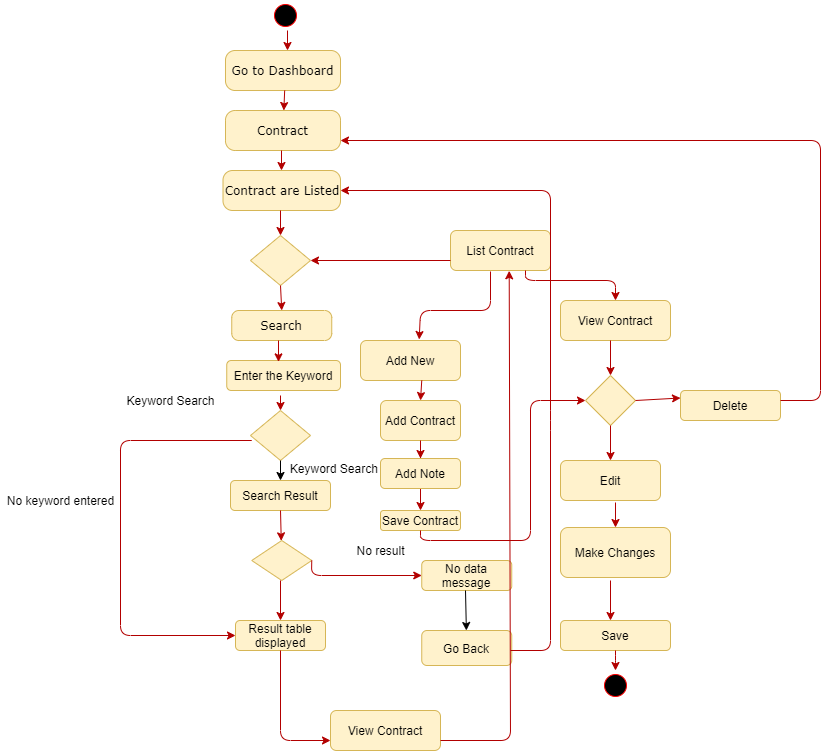 Go to Dashboard
Contract
Contract are Listed
List Contract
Search
View Contract
Add New
Enter the Keyword
Keyword Search
Delete
Add Contract
Keyword Search
Add Note
Edit
Search Result
No keyword entered
Save Contract
No result
Make Changes
No data
message
Result table
displayed
Save
Go Back
View Contract